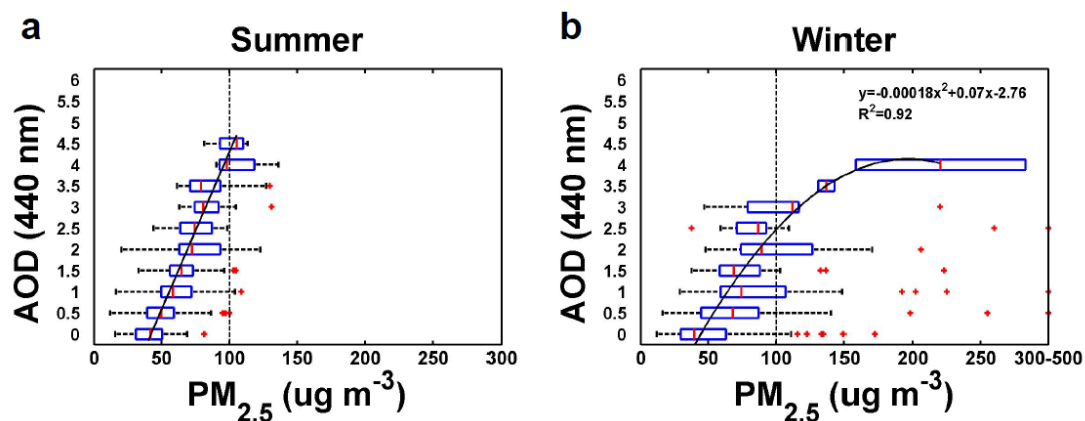 a
Summer
AOD (440 nm)
6
5.5
5
4.5
4
3.5
3
2.5
2
1.5
1
0.5
0
0 50 100 150 200 250 300
PM2.5 (ug m-3)
b
Winter
y=-0.00018x2+0.07x-2.76
R2=0.92
AOD (440 nm)
6
5.5
5
4.5
4
3.5
3
2.5
2
1.5
1
0.5
0
0 50 100 150 200 250 300-500
PM2.5 (ug m-3)